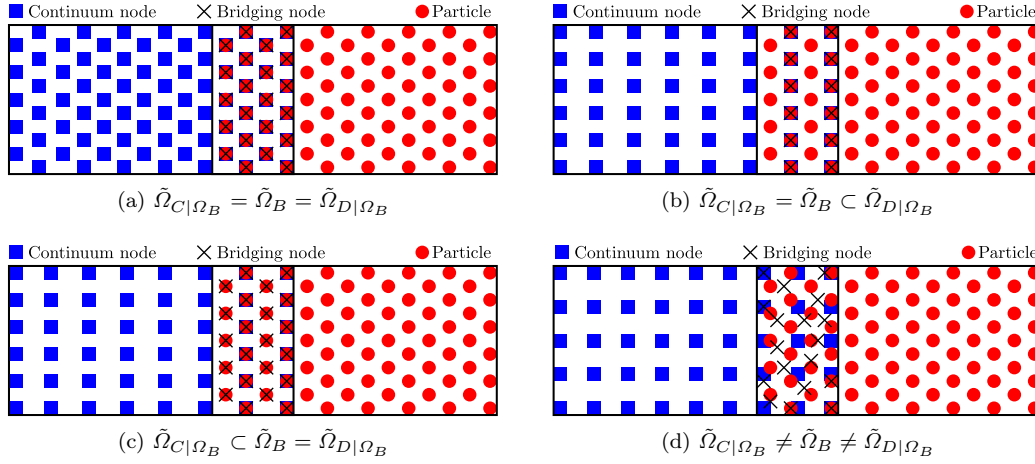 Continuum node Bridging node Particle
Continuum node Bridging node Particle
(a) Ω̃_{C|Ω_B} = Ω̃_B = Ω̃_{D|Ω_B}
(b) Ω̃_{C|Ω_B} = Ω̃_B ⊂ Ω̃_{D|Ω_B}
Continuum node Bridging node Particle
Continuum node Bridging node Particle
(c) Ω̃_{C|Ω_B} ⊂ Ω̃_B = Ω̃_{D|Ω_B}
(d) Ω̃_{C|Ω_B} ≠ Ω̃_B ≠ Ω̃_{D|Ω_B}